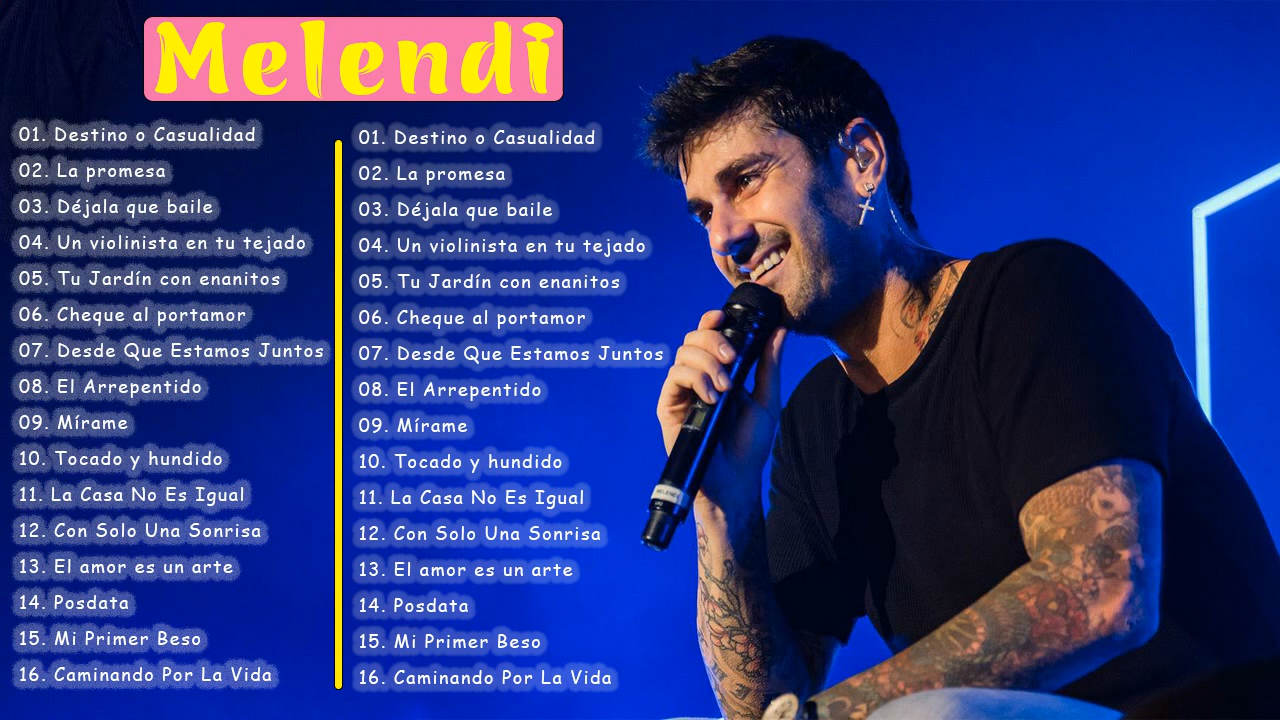 Melendi
01. Destino o Casualidad
02. La promesa
03. Déjala que baile
04. Un violinista en tu tejado
05. Tu Jardín con enanitos
06. Cheque al portamor
07. Desde Que Estamos Juntos
08. El Arrepentido
09. Mírame
10. Tocado y hundido
11. La Casa No Es Igual
12. Con Solo Una Sonrisa
13. El amor es un arte
14. Posdata
15. Mi Primer Beso
16. Caminando Por La Vida
01. Destino o Casualidad
02. La promesa
03. Déjala que baile
04. Un violinista en tu tejado
05. Tu Jardín con enanitos
06. Cheque al portamor
07. Desde Que Estamos Juntos
08. El Arrepentido
09. Mírame
10. Tocado y hundido
11. La Casa No Es Igual
12. Con Solo Una Sonrisa
13. El amor es un arte
14. Posdata
15. Mi Primer Beso
16. Caminando Por La Vida